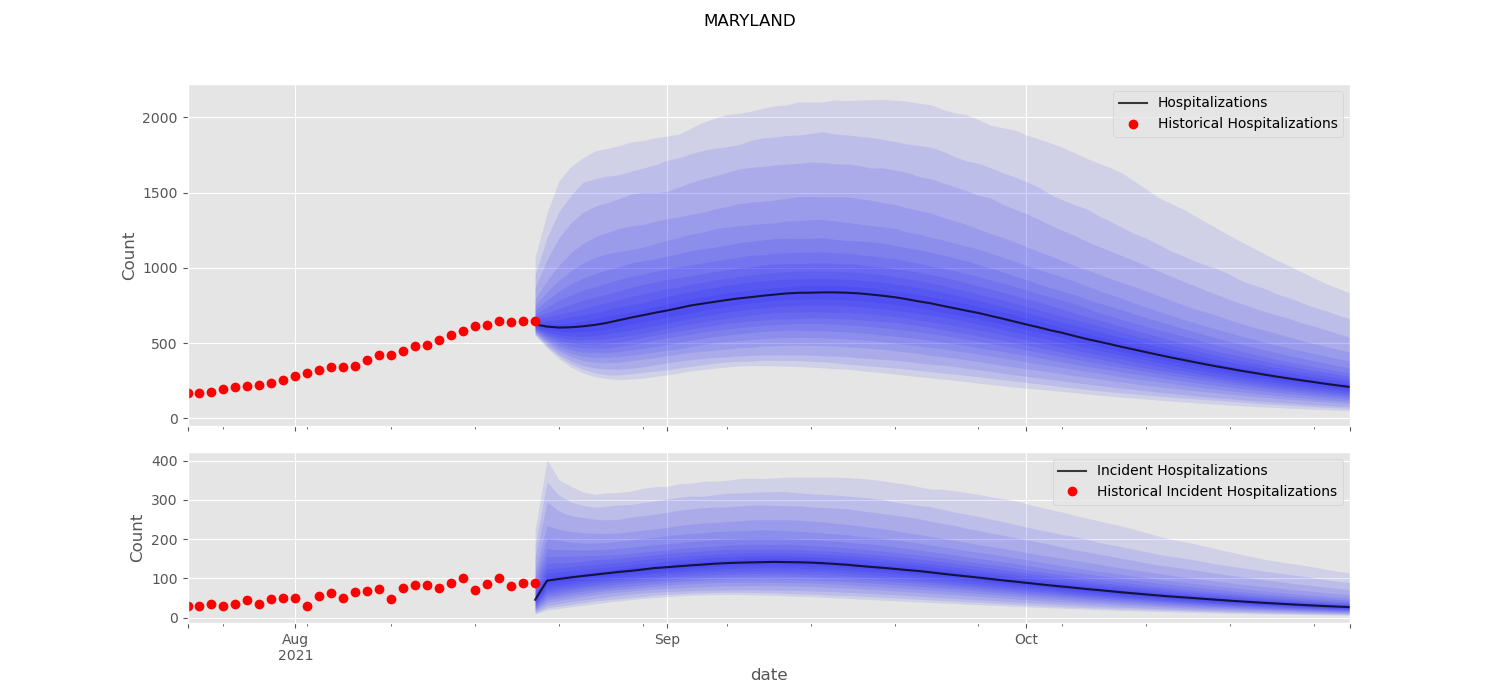 MARYLAND
2000
1500
1000
500
0
Count
Hospitalizations
Historical Hospitalizations
400
300
200
100
0
Count
Incident Hospitalizations
Historical Incident Hospitalizations
Aug
2021
Sep
Oct
date